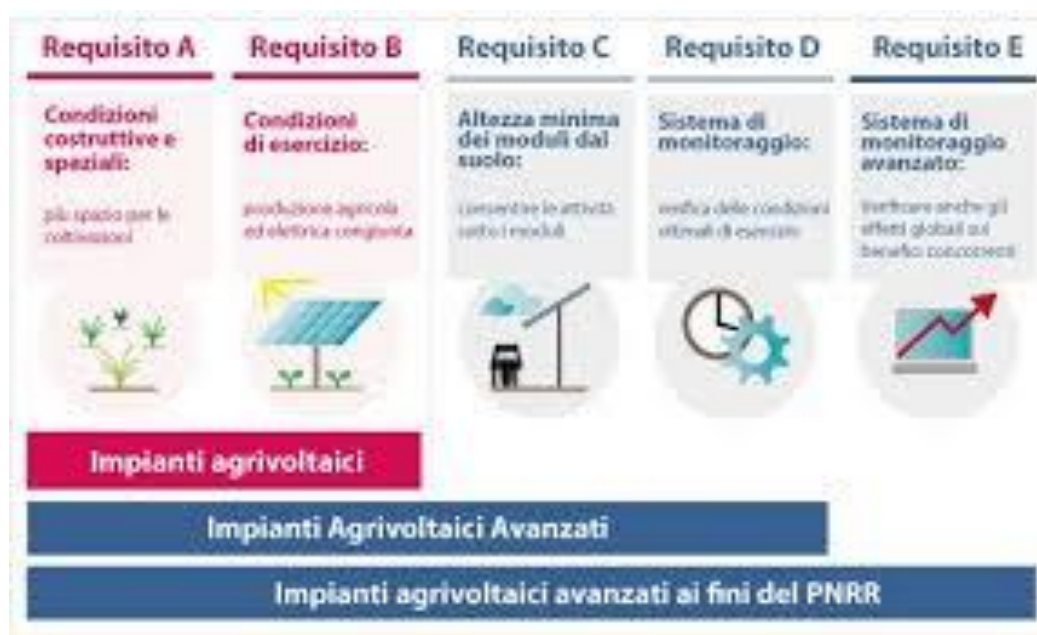 Requisito A
Condizioni
costruttive e
speziali:
più spazio per le
coltivazioni
Requisito B
Condizioni
di esercizio:
produzione agricola
ed elettrica congiunta
Requisito C
Altezza minima
dei moduli dal
suolo:
consentire le attività
sotto i moduli
Requisito D
Sistema di
monitoraggio:
verifica delle condizioni
ottimali di esercizio
Requisito E
Sistema di
monitoraggio
avanzato:
Verificare anche gli
effetti globali sui
benefici concorrenti
Impianti agrivoltaici
Impianti Agrivoltaici Avanzati
Impianti agrivoltaici avanzati ai fini del PNRR